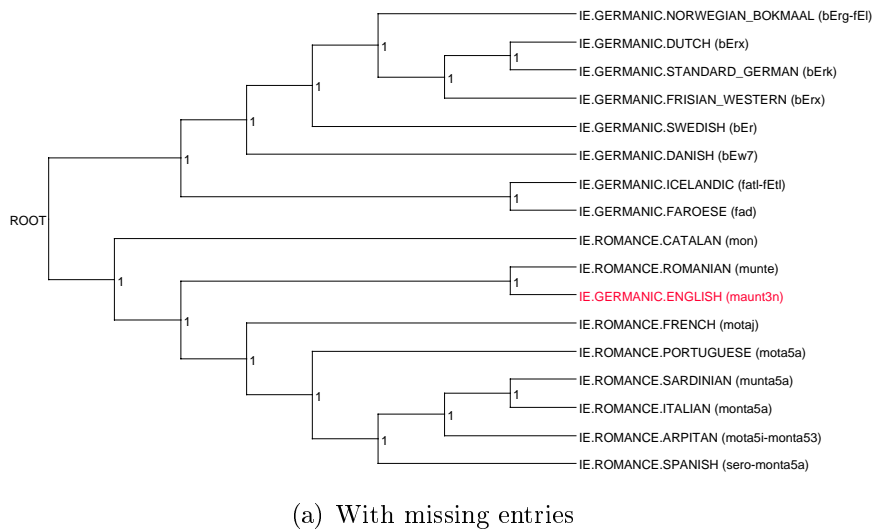 IE.GERMANIC.NORWEGIAN_BOKMAAL (bErg-fEl)
IE.GERMANIC.DUTCH (bErx)
1
1
IE.GERMANIC.STANDARD_GERMAN (bErk)
1
1
IE.GERMANIC.FRISIAN_WESTERN (bErx)
1
IE.GERMANIC.SWEDISH (bEr)
1
IE.GERMANIC.DANISH (bEw7)
1
IE.GERMANIC.ICELANDIC (fatl-fEtl)
1
IE.GERMANIC.FAROESE (fad)
ROOT
IE.ROMANCE.CATALAN (mon)
IE.ROMANCE.ROMANIAN (munte)
1
1
IE.GERMANIC.ENGLISH (maunt3n)
1
IE.ROMANCE.FRENCH (motaj)
IE.ROMANCE.PORTUGUESE (mota5a)
1
IE.ROMANCE.SARDINIAN (munta5a)
1
1
IE.ROMANCE.ITALIAN (monta5a)
1
1
IE.ROMANCE.ARPITAN (mota5i-monta53)
1
IE.ROMANCE.SPANISH (sero-monta5a)
(a) With missing entries